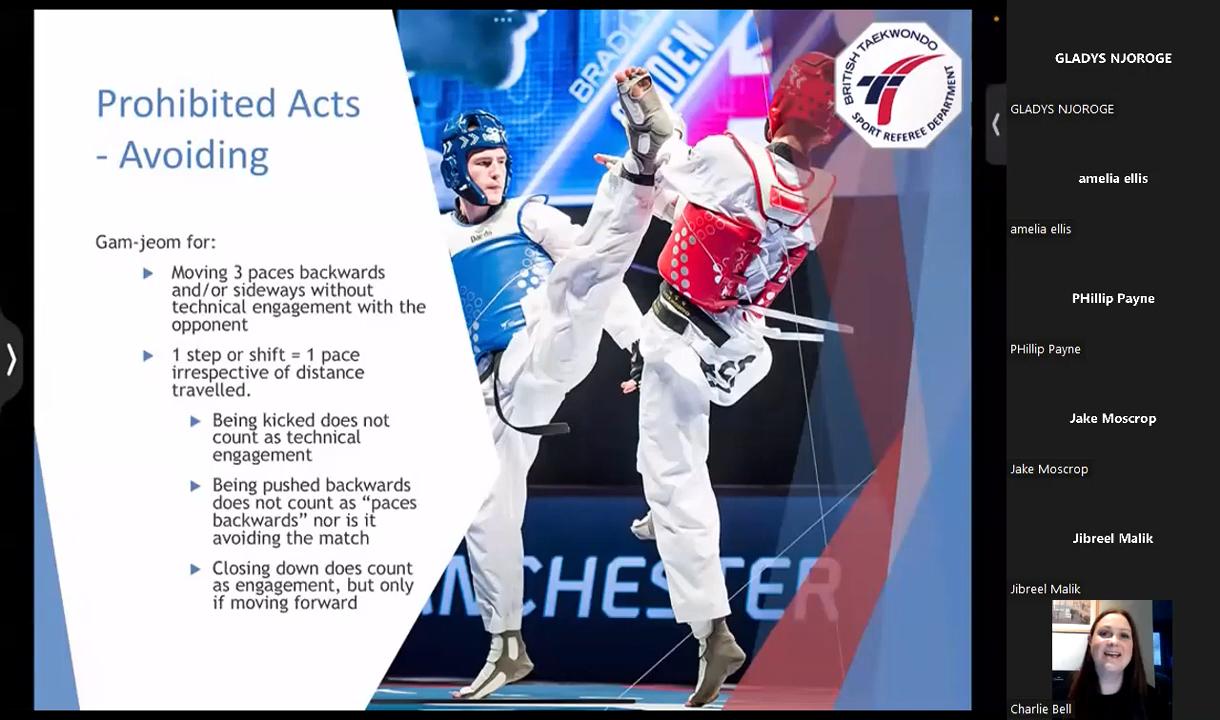 Prohibited Acts
- Avoiding
Gam-jeom for:
Moving 3 paces backwards
and/or sideways without
technical engagement with the
opponent
1 step or shift = 1 pace
irrespective of distance
travelled.
Being kicked does not
count as technical
engagement
Being pushed backwards
does not count as “paces
backwards” nor is it
avoiding the match
Closing down does count
as engagement, but only
if moving forward
BRITISH TAEKWONDO
SPORT REFEREE DEPARTMENT
Daedo
GLADYS NJOROGE
GLADYS NJOROGE
amelia ellis
amelia ellis
PHillip Payne
PHillip Payne
Jake Moscrop
Jake Moscrop
Jibreel Malik
Jibreel Malik
Charlie Bell